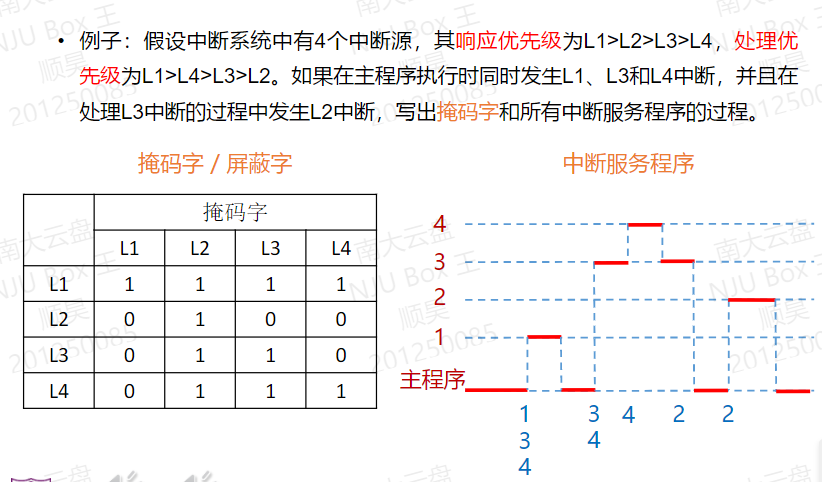 • 例子：假设中断系统中有4个中断源，其响应优先级为L1>L2>L3>L4，处理优
先级为L1>L4>L3>L2。如果在主程序执行时同时发生L1、L3和L4中断，并且在
处理L3中断的过程中发生L2中断，写出掩码字和所有中断服务程序的过程。
掩码字 / 屏蔽字
掩码字
L1 L2 L3 L4
L1 1 1 1 1
L2 0 1 0 0
L3 0 1 1 0
L4 0 1 1 1
中断服务程序
4
3
2
1
主程序
1 3 4 2 2
3 4
4
南大云盘
NJU Box 王
顺昊
201250085